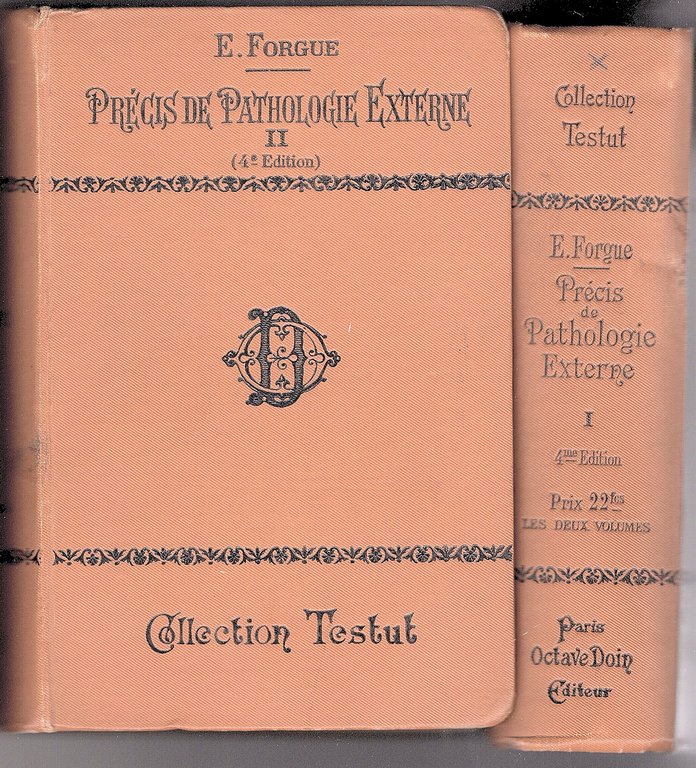 E. FORGUE
PRÉCIS DE PATHOLOGIE EXTERNE
II
(4e Edition)
Collection Testut
Collection
Testut
E. Forgue
Précis
de
Pathologie
Externe
I
4me Edition
Prix 22fcs
LES DEUX VOLUMES
Paris
Octave Doin
Editeur